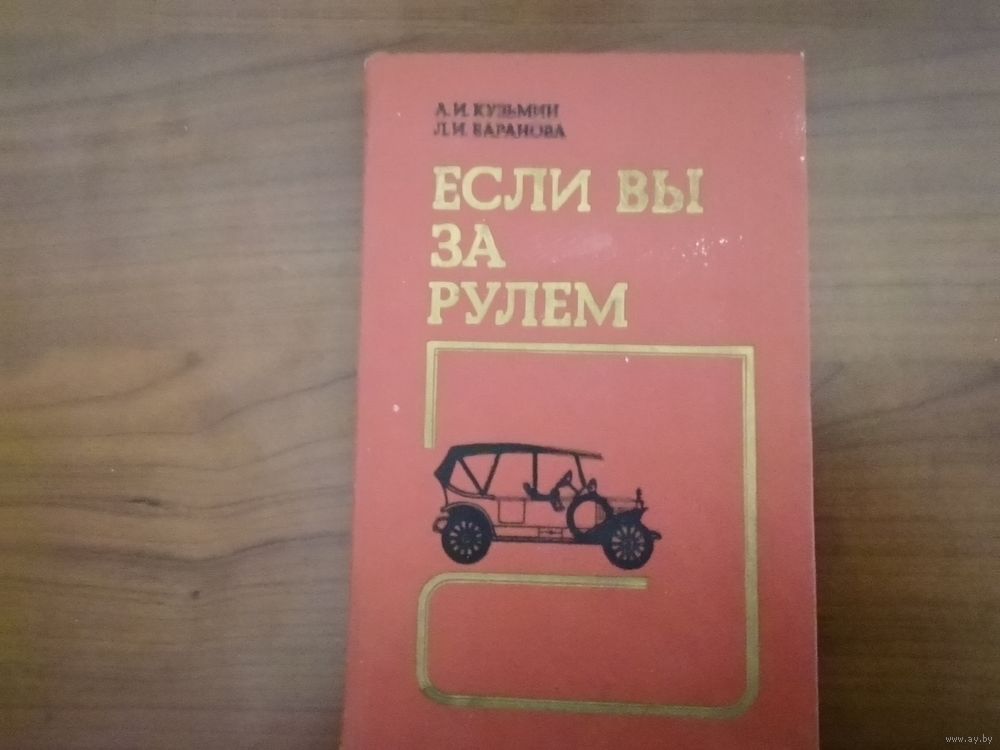 А. И. КУЗЬМИН
Л. И. БАРАНОВА
ЕСЛИ ВЫ
ЗА
РУЛЕМ
www.ay.by